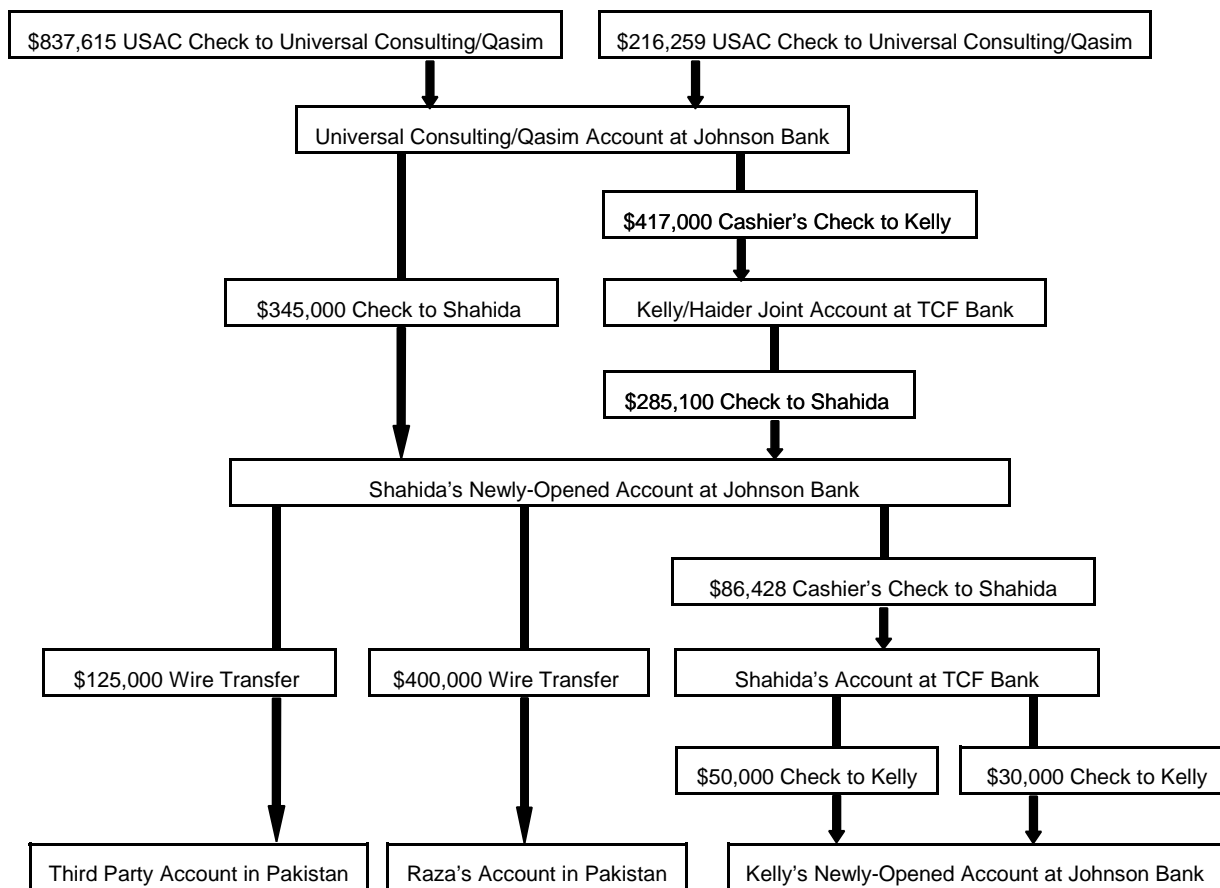 $837,615 USAC Check to Universal Consulting/Qasim
$216,259 USAC Check to Universal Consulting/Qasim
Universal Consulting/Qasim Account at Johnson Bank
$417,000 Cashier’s Check to Kelly
$345,000 Check to Shahida
Kelly/Haider Joint Account at TCF Bank
$285,100 Check to Shahida
Shahida’s Newly-Opened Account at Johnson Bank
$86,428 Cashier’s Check to Shahida
$125,000 Wire Transfer
$400,000 Wire Transfer
Shahida’s Account at TCF Bank
$50,000 Check to Kelly
$30,000 Check to Kelly
Third Party Account in Pakistan
Raza’s Account in Pakistan
Kelly’s Newly-Opened Account at Johnson Bank